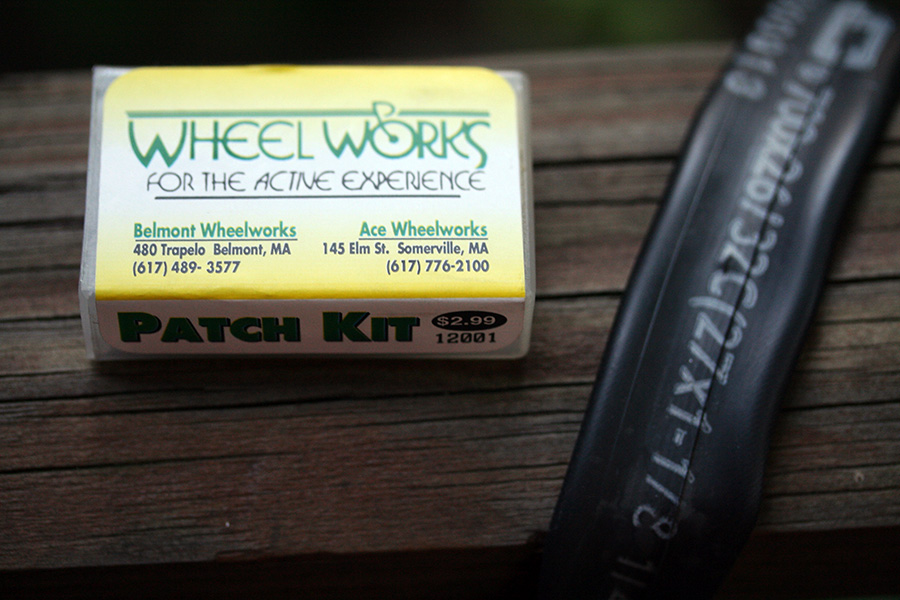 WHEEL WORKS
FOR THE ACTIVE EXPERIENCE
Belmont Wheelworks
480 Trapelo Belmont, MA
(617) 489- 3577
Ace Wheelworks
145 Elm St. Somerville, MA
(617) 776-2100
PATCH KIT
$2.99
12001